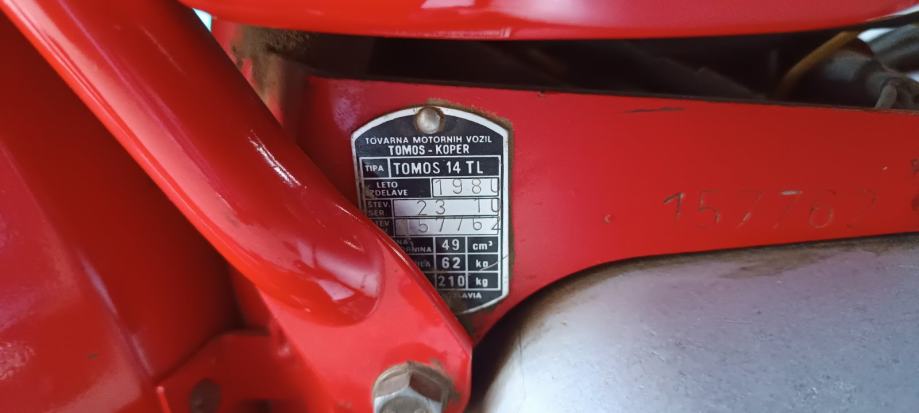 TOVARNA MOTORNIH VOZIL
TOMOS - KOPER
TIPA TOMOS 14 TL
LETO IZDELAVE 1980
ŠTEV. SER. 23 10
157762
49 cm³
62 kg
210 kg
157762